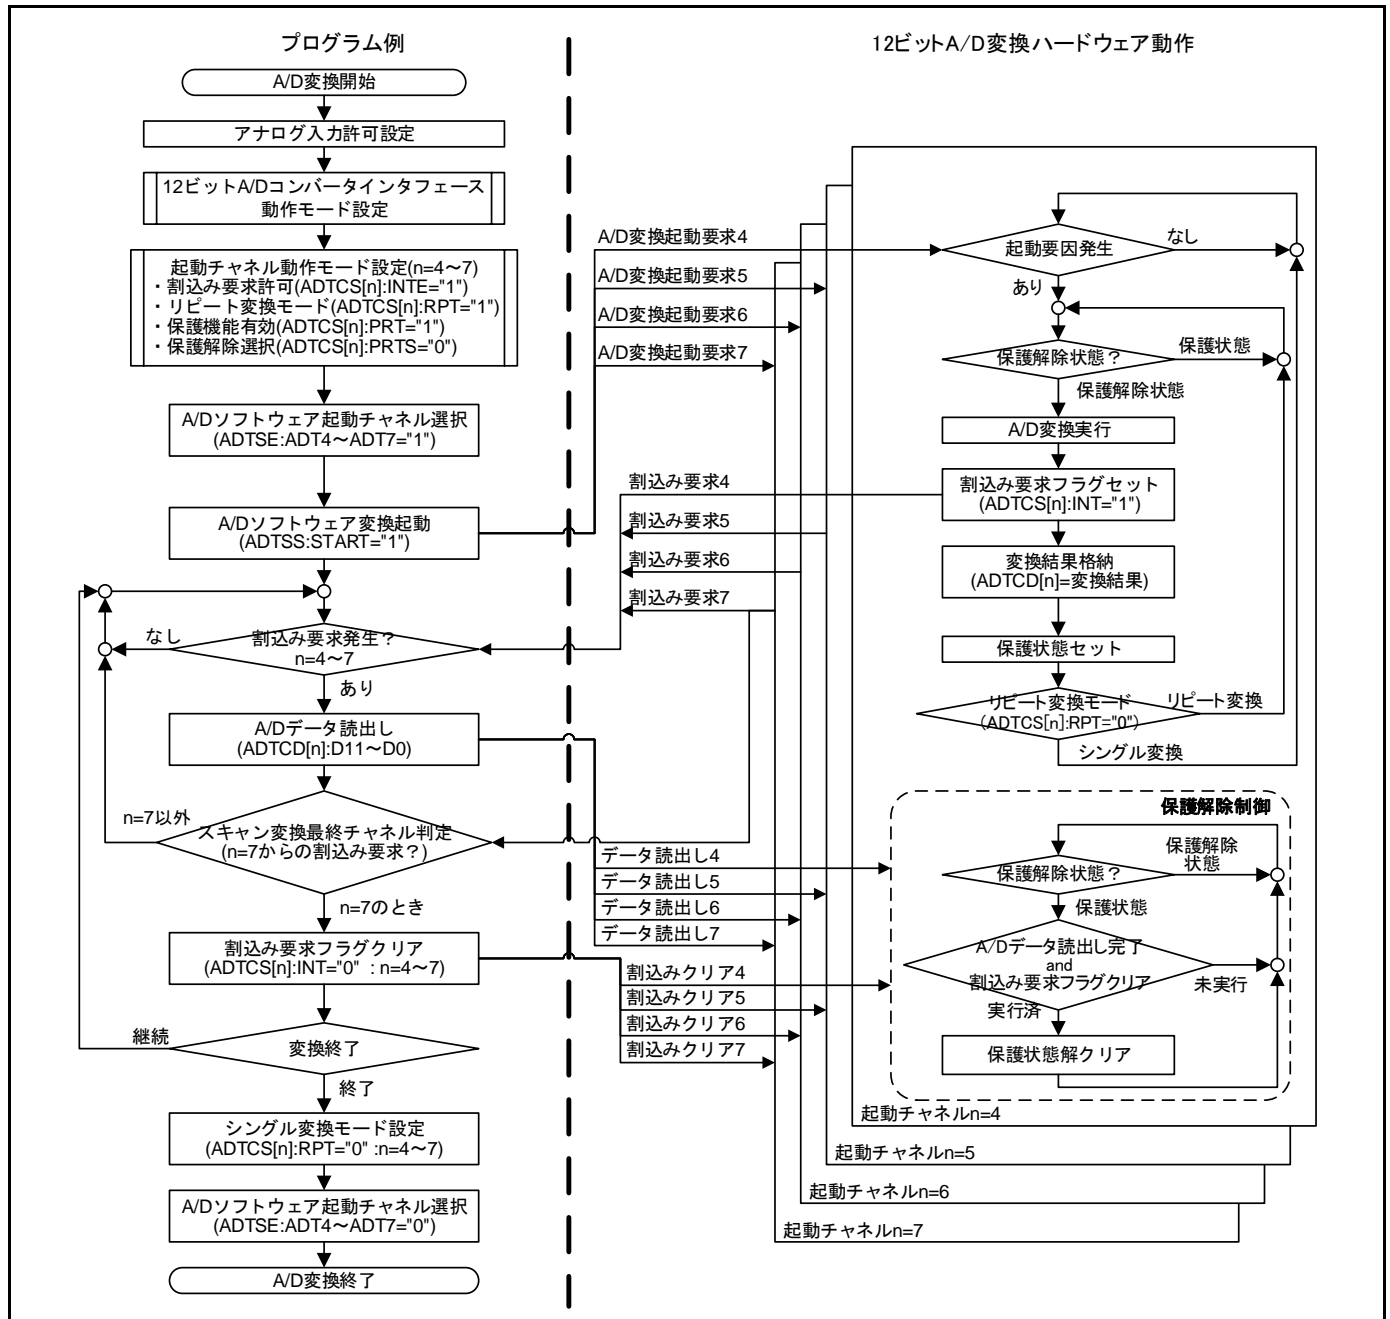 プログラム例
12ビットA/D変換ハードウェア動作
A/D変換開始
アナログ入力許可設定
12ビットA/Dコンバータインタフェース
動作モード設定
起動チャネル動作モード設定(n=4～7)
・割込み要求許可(ADTCS[n]:INTE="1")
・リピート変換モード(ADTCS[n]:RPT="1")
・保護機能有効(ADTCS[n]:PRT="1")
・保護解除選択(ADTCS[n]:PRTS="0")
A/Dソフトウェア起動チャネル選択
(ADTSE:ADT4～ADT7="1")
A/Dソフトウェア変換起動
(ADTSS:START="1")
割込み要求発生？
n=4～7
なし
あり
A/Dデータ読出し
(ADTCD[n]:D11～D0)
n=7以外
スキャン変換最終チャネル判定
(n=7からの割込み要求？)
n=7のとき
割込み要求フラグクリア
(ADTCS[n]:INT="0" : n=4～7)
継続
変換終了
終了
シングル変換モード設定
(ADTCS[n]:RPT="0" :n=4～7)
A/Dソフトウェア起動チャネル選択
(ADTSE:ADT4～ADT7="0")
A/D変換終了
A/D変換起動要求4
A/D変換起動要求5
A/D変換起動要求6
A/D変換起動要求7
割込み要求4
割込み要求5
割込み要求6
割込み要求7
データ読出し4
データ読出し5
データ読出し6
データ読出し7
割込みクリア4
割込みクリア5
割込みクリア6
割込みクリア7
起動要因発生
なし
あり
保護解除状態？
保護状態
保護解除状態
A/D変換実行
割込み要求フラグセット
(ADTCS[n]:INT="1")
変換結果格納
(ADTCD[n]=変換結果)
保護状態セット
リピート変換モード
(ADTCS[n]:RPT="0")
リピート変換
シングル変換
保護解除制御
保護解除状態？
保護解除
状態
保護状態
A/Dデータ読出し完了
and
割込み要求フラグクリア
未実行
実行済
保護状態解クリア
起動チャネルn=4
起動チャネルn=5
起動チャネルn=6
起動チャネルn=7